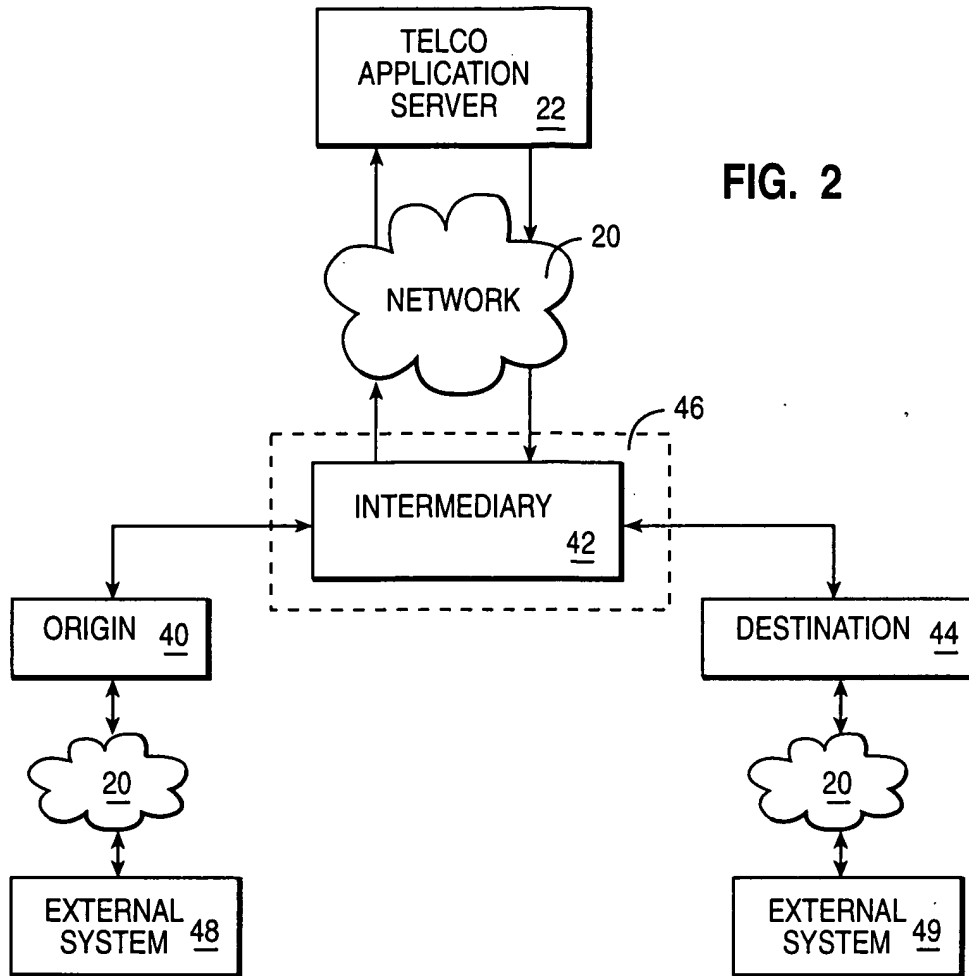 TELCO
APPLICATION
SERVER 22
FIG. 2
20
NETWORK
46
INTERMEDIARY
42
ORIGIN 40
DESTINATION 44
20
20
EXTERNAL
SYSTEM 48
EXTERNAL
SYSTEM 49